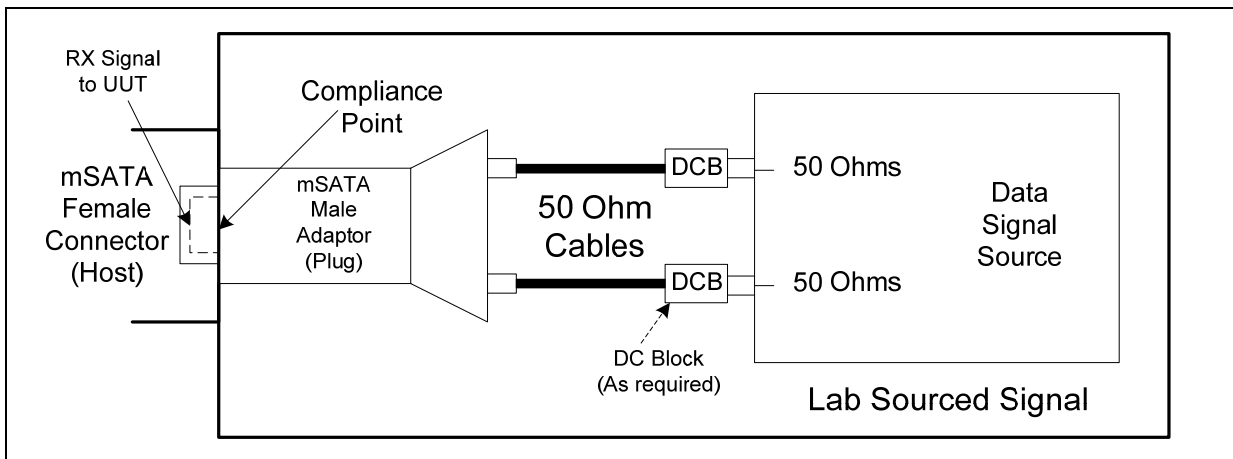 RX Signal
to UUT
Compliance
Point
mSATA
Female
Connector
(Host)
mSATA
Male
Adaptor
(Plug)
50 Ohm
Cables
DCB
DCB
DC Block
(As required)
50 Ohms
50 Ohms
Data
Signal
Source
Lab Sourced Signal